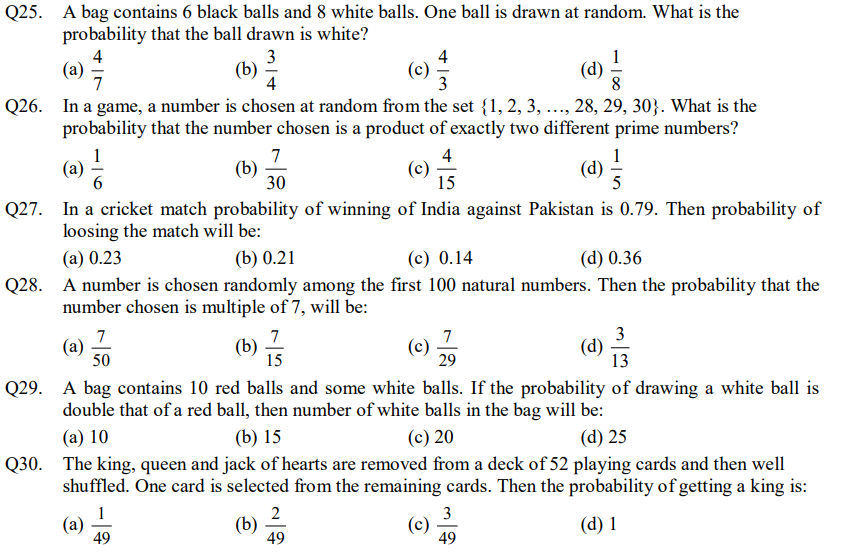 Q25. A bag contains 6 black balls and 8 white balls. One ball is drawn at random. What is the
probability that the ball drawn is white?
(a) 4/7 (b) 3/4 (c) 4/3 (d) 1/8
Q26. In a game, a number is chosen at random from the set {1, 2, 3, …, 28, 29, 30}. What is the
probability that the number chosen is a product of exactly two different prime numbers?
(a) 1/6 (b) 7/30 (c) 4/15 (d) 1/5
Q27. In a cricket match probability of winning of India against Pakistan is 0.79. Then probability of
loosing the match will be:
(a) 0.23 (b) 0.21 (c) 0.14 (d) 0.36
Q28. A number is chosen randomly among the first 100 natural numbers. Then the probability that the
number chosen is multiple of 7, will be:
(a) 7/50 (b) 7/15 (c) 7/29 (d) 3/13
Q29. A bag contains 10 red balls and some white balls. If the probability of drawing a white ball is
double that of a red ball, then number of white balls in the bag will be:
(a) 10 (b) 15 (c) 20 (d) 25
Q30. The king, queen and jack of hearts are removed from a deck of 52 playing cards and then well
shuffled. One card is selected from the remaining cards. Then the probability of getting a king is:
(a) 1/49 (b) 2/49 (c) 3/49 (d) 1